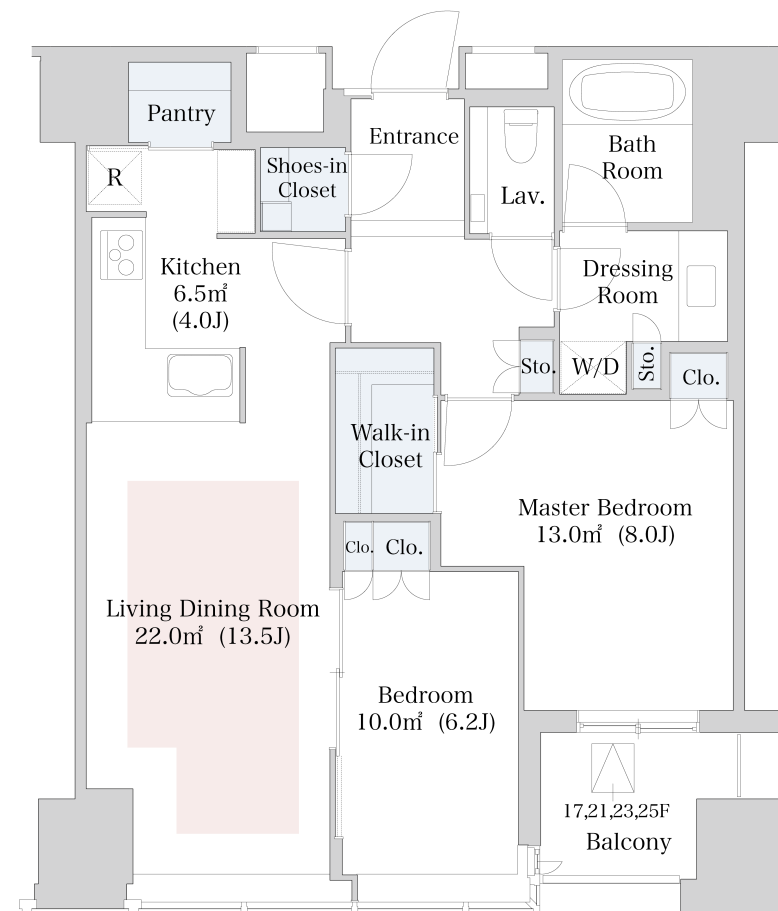 Pantry
Entrance
Bath
Room
R
Shoes-in
Closet
Lav.
Kitchen
6.5㎡
(4.0J)
Dressing
Room
Sto.
W/D
Sto.
Clo.
Walk-in
Closet
Master Bedroom
13.0㎡ (8.0J)
Clo.
Clo.
Living Dining Room
22.0㎡ (13.5J)
Bedroom
10.0㎡ (6.2J)
17,21,23,25F
Balcony